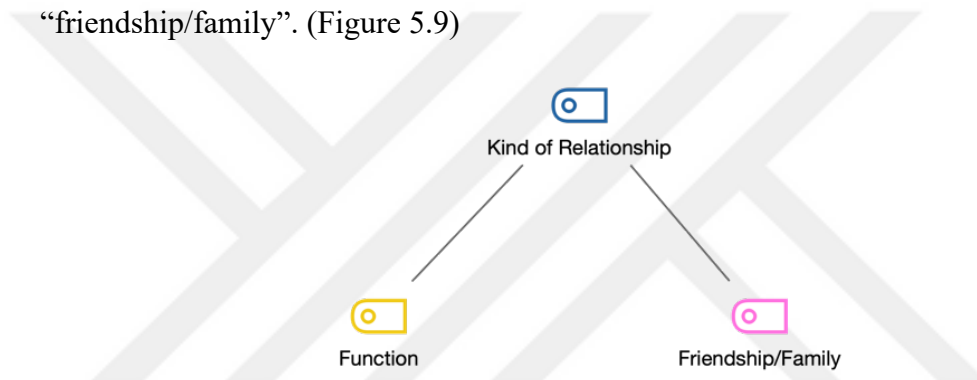 “friendship/family”. (Figure 5.9)
Kind of Relationship
Function
Friendship/Family